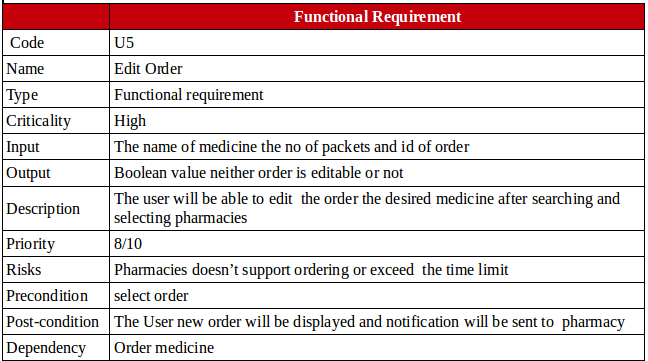 Functional Requirement
Code U5
Name Edit Order
Type Functional requirement
Criticality High
Input The name of medicine the no of packets and id of order
Output Boolean value neither order is editable or not
Description The user will be able to edit the order the desired medicine after searching and
selecting pharmacies
Priority 8/10
Risks Pharmacies doesn’t support ordering or exceed the time limit
Precondition select order
Post-condition The User new order will be displayed and notification will be sent to pharmacy
Dependency Order medicine